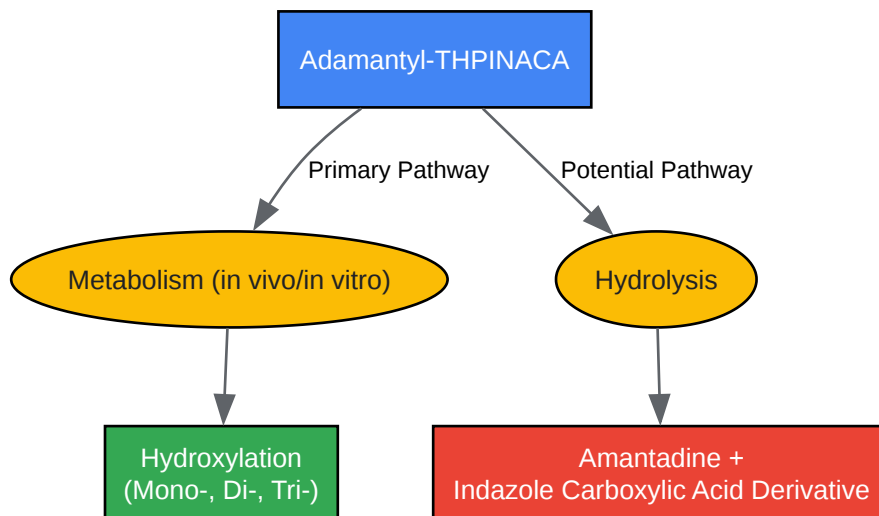 Adamantyl-THPINACA
Primary Pathway
Potential Pathway
Metabolism (in vivo/in vitro)
Hydrolysis
Hydroxylation
(Mono-, Di-, Tri-)
Amantadine +
Indazole Carboxylic Acid Derivative